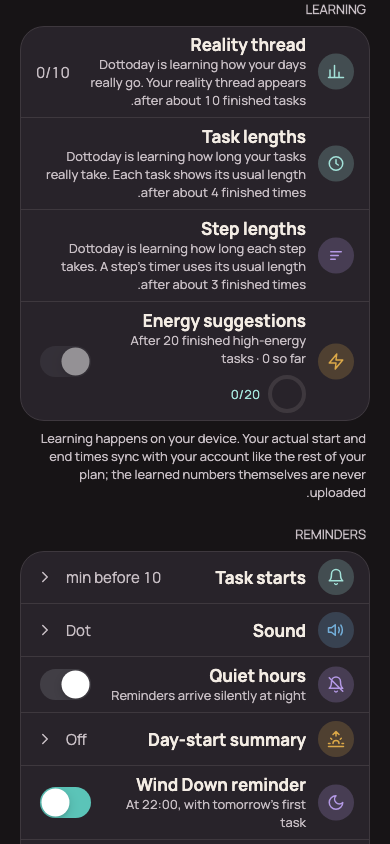 LEARNING
Reality thread
Dottoday is learning how your days
really go. Your reality thread appears
.after about 10 finished tasks
0/10
Task lengths
Dottoday is learning how long your tasks
really take. Each task shows its usual length
.after about 4 finished times
Step lengths
Dottoday is learning how long each step
takes. A step's timer uses its usual length
.after about 3 finished times
Energy suggestions
After 20 finished high-energy
tasks · 0 so far
0/20
Learning happens on your device. Your actual start and
end times sync with your account like the rest of your
plan; the learned numbers themselves are never
.uploaded
REMINDERS
Task starts
min before 10
Sound
Dot
Quiet hours
Reminders arrive silently at night
Day-start summary
Off
Wind Down reminder
At 22:00, with tomorrow's first
task